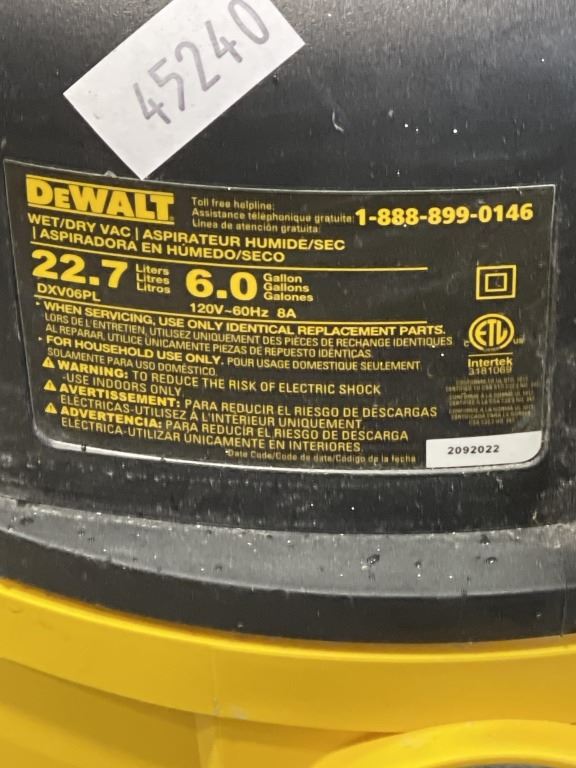 45240
DEWALT
Toll free helpline:
Assistance téléphonique gratuite:
Línea de atención gratuita:
1-888-899-0146
WET/DRY VAC | ASPIRATEUR HUMIDE/SEC
| ASPIRADORA EN HÚMEDO/SECO
22.7 Liters Litres Litros 6.0 Gallon Gallons Galones
DXV06PL
120V~60Hz 8A
· WHEN SERVICING, USE ONLY IDENTICAL REPLACEMENT PARTS.
LORS DE L'ENTRETIEN, UTILISEZ UNIQUEMENT DES PIÈCES DE RECHANGE IDENTIQUES
AL REPARAR, UTILICE ÚNICAMENTE PIEZAS DE REPUESTO IDÉNTICAS.
· FOR HOUSEHOLD USE ONLY. POUR USAGE DOMESTIQUE SEULEMENT.
SOLAMENTE PARA USO DOMÉSTICO.
WARNING: TO REDUCE THE RISK OF ELECTRIC SHOCK
-USE INDOORS ONLY
AVERTISSEMENT: PARA REDUCIR EL RIESGO DE DESCARGAS
ELÉCTRICAS-UTILISEZ À L'INTÉRIEUR UNIQUEMENT
ADVERTENCIA: PARA REDUCIR EL RIESGO DE DESCARGA
ELÉCTRICA-UTILIZAR ÚNICAMENTE EN INTERIORES.
Date Code/Code de date/Código de la fecha
2092022
ETL
c us
Intertek
3181069